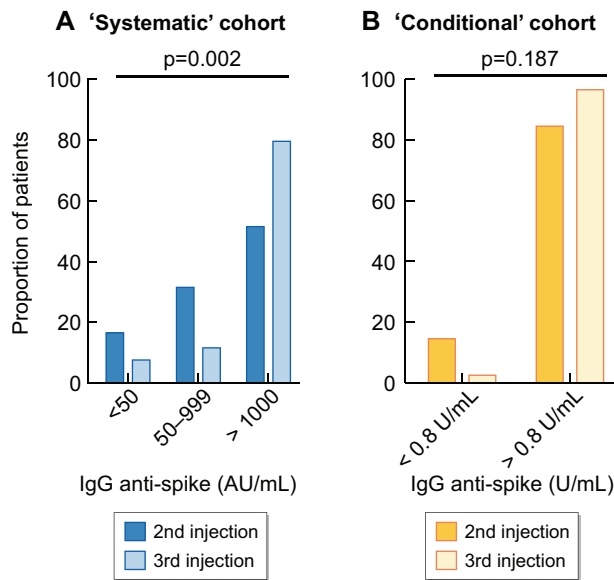 A ‘Systematic’ cohort
p=0.002
Proportion of patients
100
80
60
40
20
0
<50
50–999
> 1000
IgG anti-spike (AU/mL)
2nd injection
3rd injection
B ‘Conditional’ cohort
p=0.187
100
80
60
40
20
0
< 0.8 U/mL
> 0.8 U/mL
IgG anti-spike (U/mL)
2nd injection
3rd injection